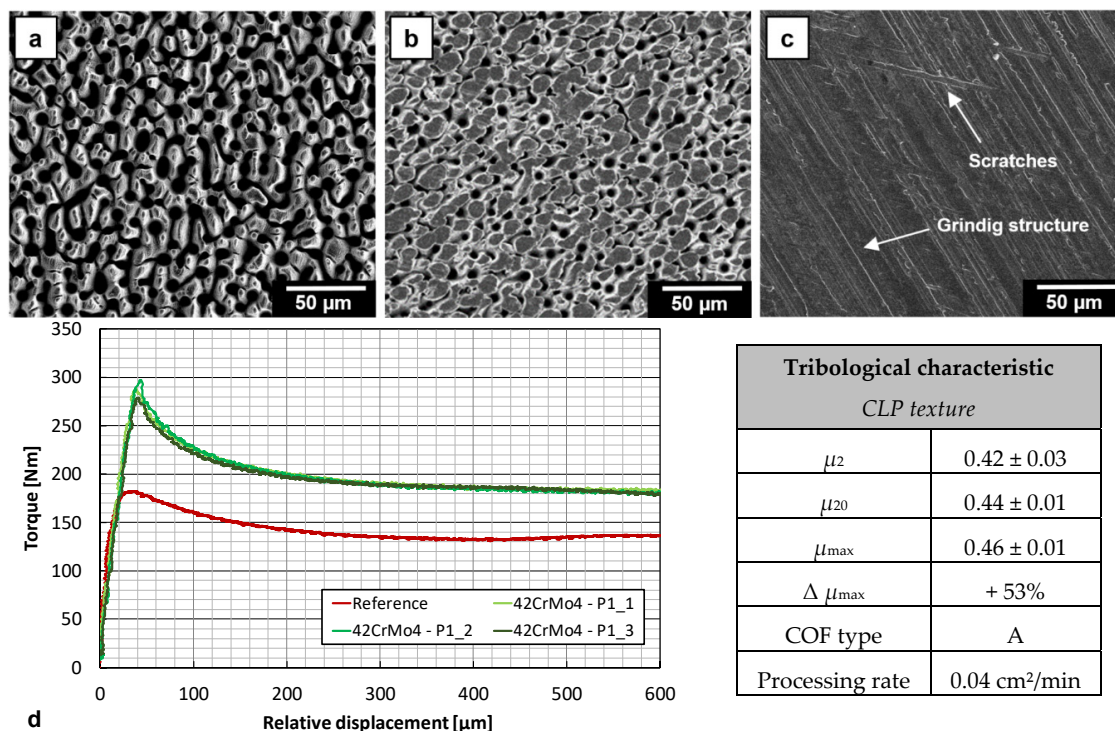 a
b
c
Scratches
Grindig structure
50 µm
50 µm
50 µm
350
300
250
200
150
100
50
0
Torque [Nm]
Reference
42CrMo4 - P1_1
42CrMo4 - P1_2
42CrMo4 - P1_3
0
100
200
300
400
500
600
d
Relative displacement [µm]
Tribological characteristic
CLP texture
µ2 0.42 ± 0.03
µ20 0.44 ± 0.01
µmax 0.46 ± 0.01
Δ µmax + 53%
COF type A
Processing rate 0.04 cm²/min